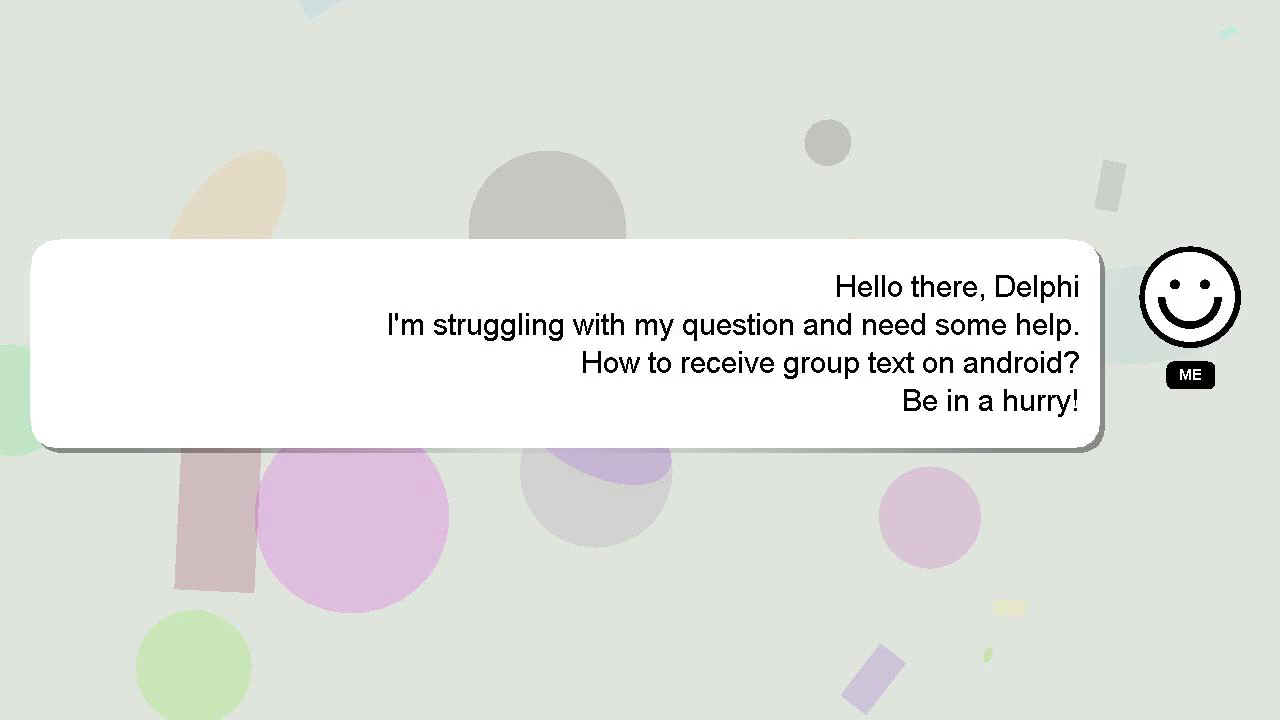 Hello there, Delphi
I'm struggling with my question and need some help.
How to receive group text on android?
Be in a hurry!
ME